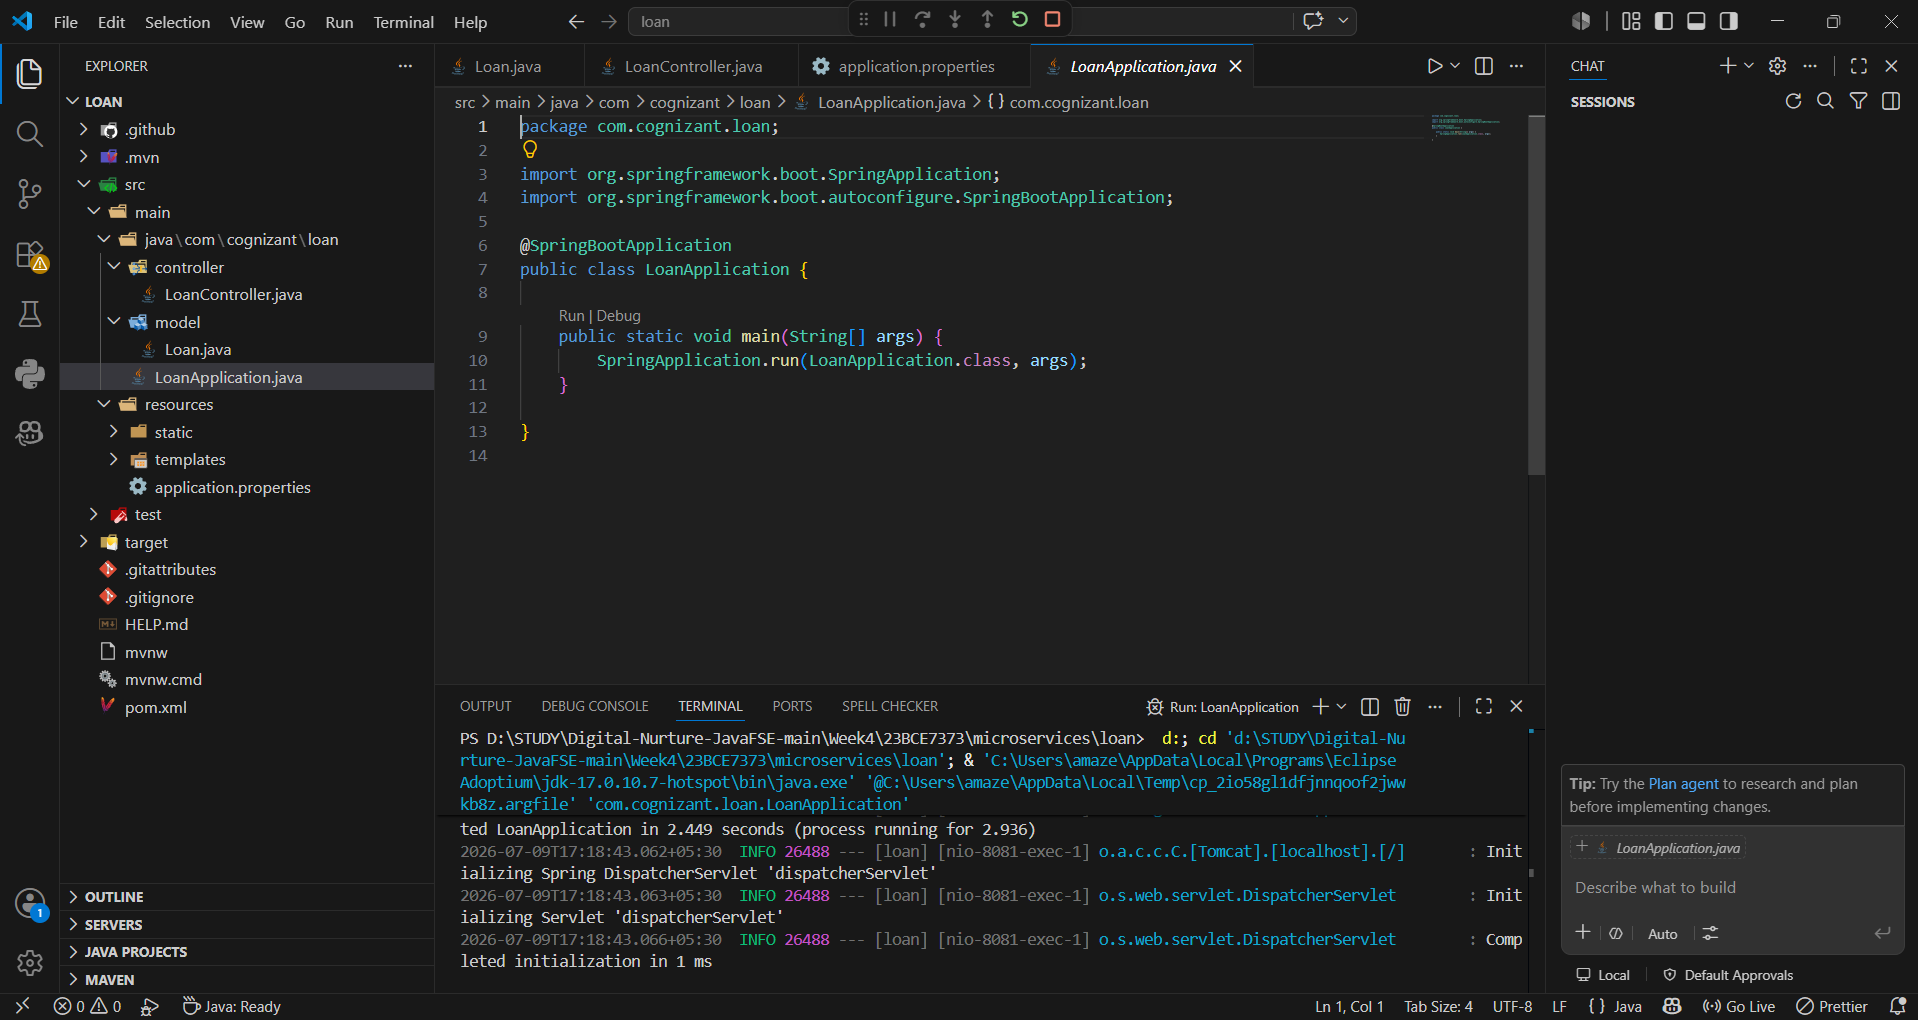 File Edit Selection View Go Run Terminal Help
loan
EXPLORER
LOAN
.github
.mvn
src
main
java\com\cognizant\loan
controller
LoanController.java
model
Loan.java
LoanApplication.java
resources
static
templates
application.properties
test
target
.gitattributes
.gitignore
HELP.md
mvnw
mvnw.cmd
pom.xml
OUTLINE
SERVERS
JAVA PROJECTS
MAVEN
Loan.java LoanController.java application.properties LoanApplication.java
src > main > java > com > cognizant > loan > LoanApplication.java > {} com.cognizant.loan
1 package com.cognizant.loan;
2
3 import org.springframework.boot.SpringApplication;
4 import org.springframework.boot.autoconfigure.SpringBootApplication;
5
6 @SpringBootApplication
7 public class LoanApplication {
8
Run | Debug
9 public static void main(String[] args) {
10 SpringApplication.run(LoanApplication.class, args);
11 }
12
13 }
14
OUTPUT DEBUG CONSOLE TERMINAL PORTS SPELL CHECKER Run: LoanApplication
PS D:\STUDY\Digital-Nurture-JavaFSE-main\Week4\23BCE7373\microservices\loan> d:; cd 'd:\STUDY\Digital-Nu
rture-JavaFSE-main\Week4\23BCE7373\microservices\loan'; & 'C:\Users\amaze\AppData\Local\Programs\Eclipse
Adoptium\jdk-17.0.10.7-hotspot\bin\java.exe' '@C:\Users\amaze\AppData\Local\Temp\cp_2io58gl1dfjnnqoof2jww
kb8z.argfile' 'com.cognizant.loan.LoanApplication'
ted LoanApplication in 2.449 seconds (process running for 2.936)
2026-07-09T17:18:43.062+05:30 INFO 26488 --- [loan] [nio-8081-exec-1] o.a.c.c.C.[Tomcat].[localhost].[/] : Init
ializing Spring DispatcherServlet 'dispatcherServlet'
2026-07-09T17:18:43.063+05:30 INFO 26488 --- [loan] [nio-8081-exec-1] o.s.web.servlet.DispatcherServlet : Init
ializing Servlet 'dispatcherServlet'
2026-07-09T17:18:43.066+05:30 INFO 26488 --- [loan] [nio-8081-exec-1] o.s.web.servlet.DispatcherServlet : Comp
leted initialization in 1 ms
CHAT
SESSIONS
Tip: Try the Plan agent to research and plan
before implementing changes.
LoanApplication.java
Describe what to build
Auto
Local Default Approvals
1
0 0 Java: Ready
Ln 1, Col 1 Tab Size: 4 UTF-8 LF {} Java Go Live Prettier